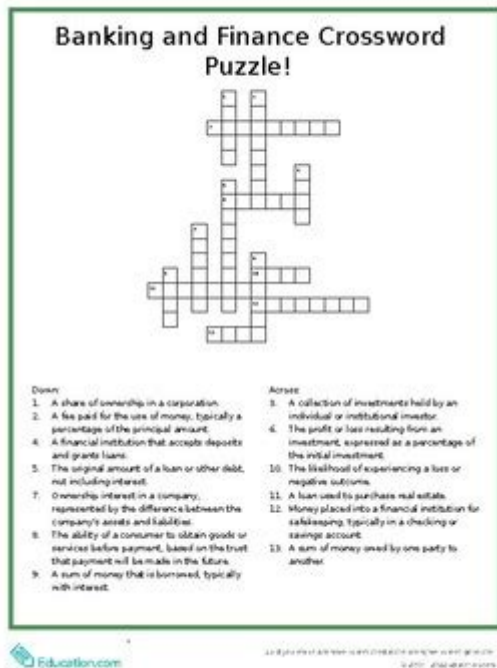 Banking and Finance Crossword
Puzzle!
Down:
1. A share of ownership in a corporation.
2. A fee paid for the use of money, typically a
percentage of the principal amount.
4. A financial institution that accepts deposits
and grants loans.
5. The original amount of a loan or other debt,
not including interest.
7. Ownership interest in a company,
represented by the difference between the
company's assets and liabilities.
8. The ability of a consumer to obtain goods or
services before payment, based on the trust
that payment will be made in the future.
9. A sum of money that is borrowed, typically
with interest.
Across:
3. A collection of investments held by an
individual or institutional investor.
6. The profit or loss resulting from an
investment, expressed as a percentage of
the initial investment.
10. The likelihood of experiencing a loss or
negative outcome.
11. A loan used to purchase real estate.
12. Money placed into a financial institution for
safekeeping, typically in a checking or
savings account.
13. A sum of money owed by one party to
another.
Education.com